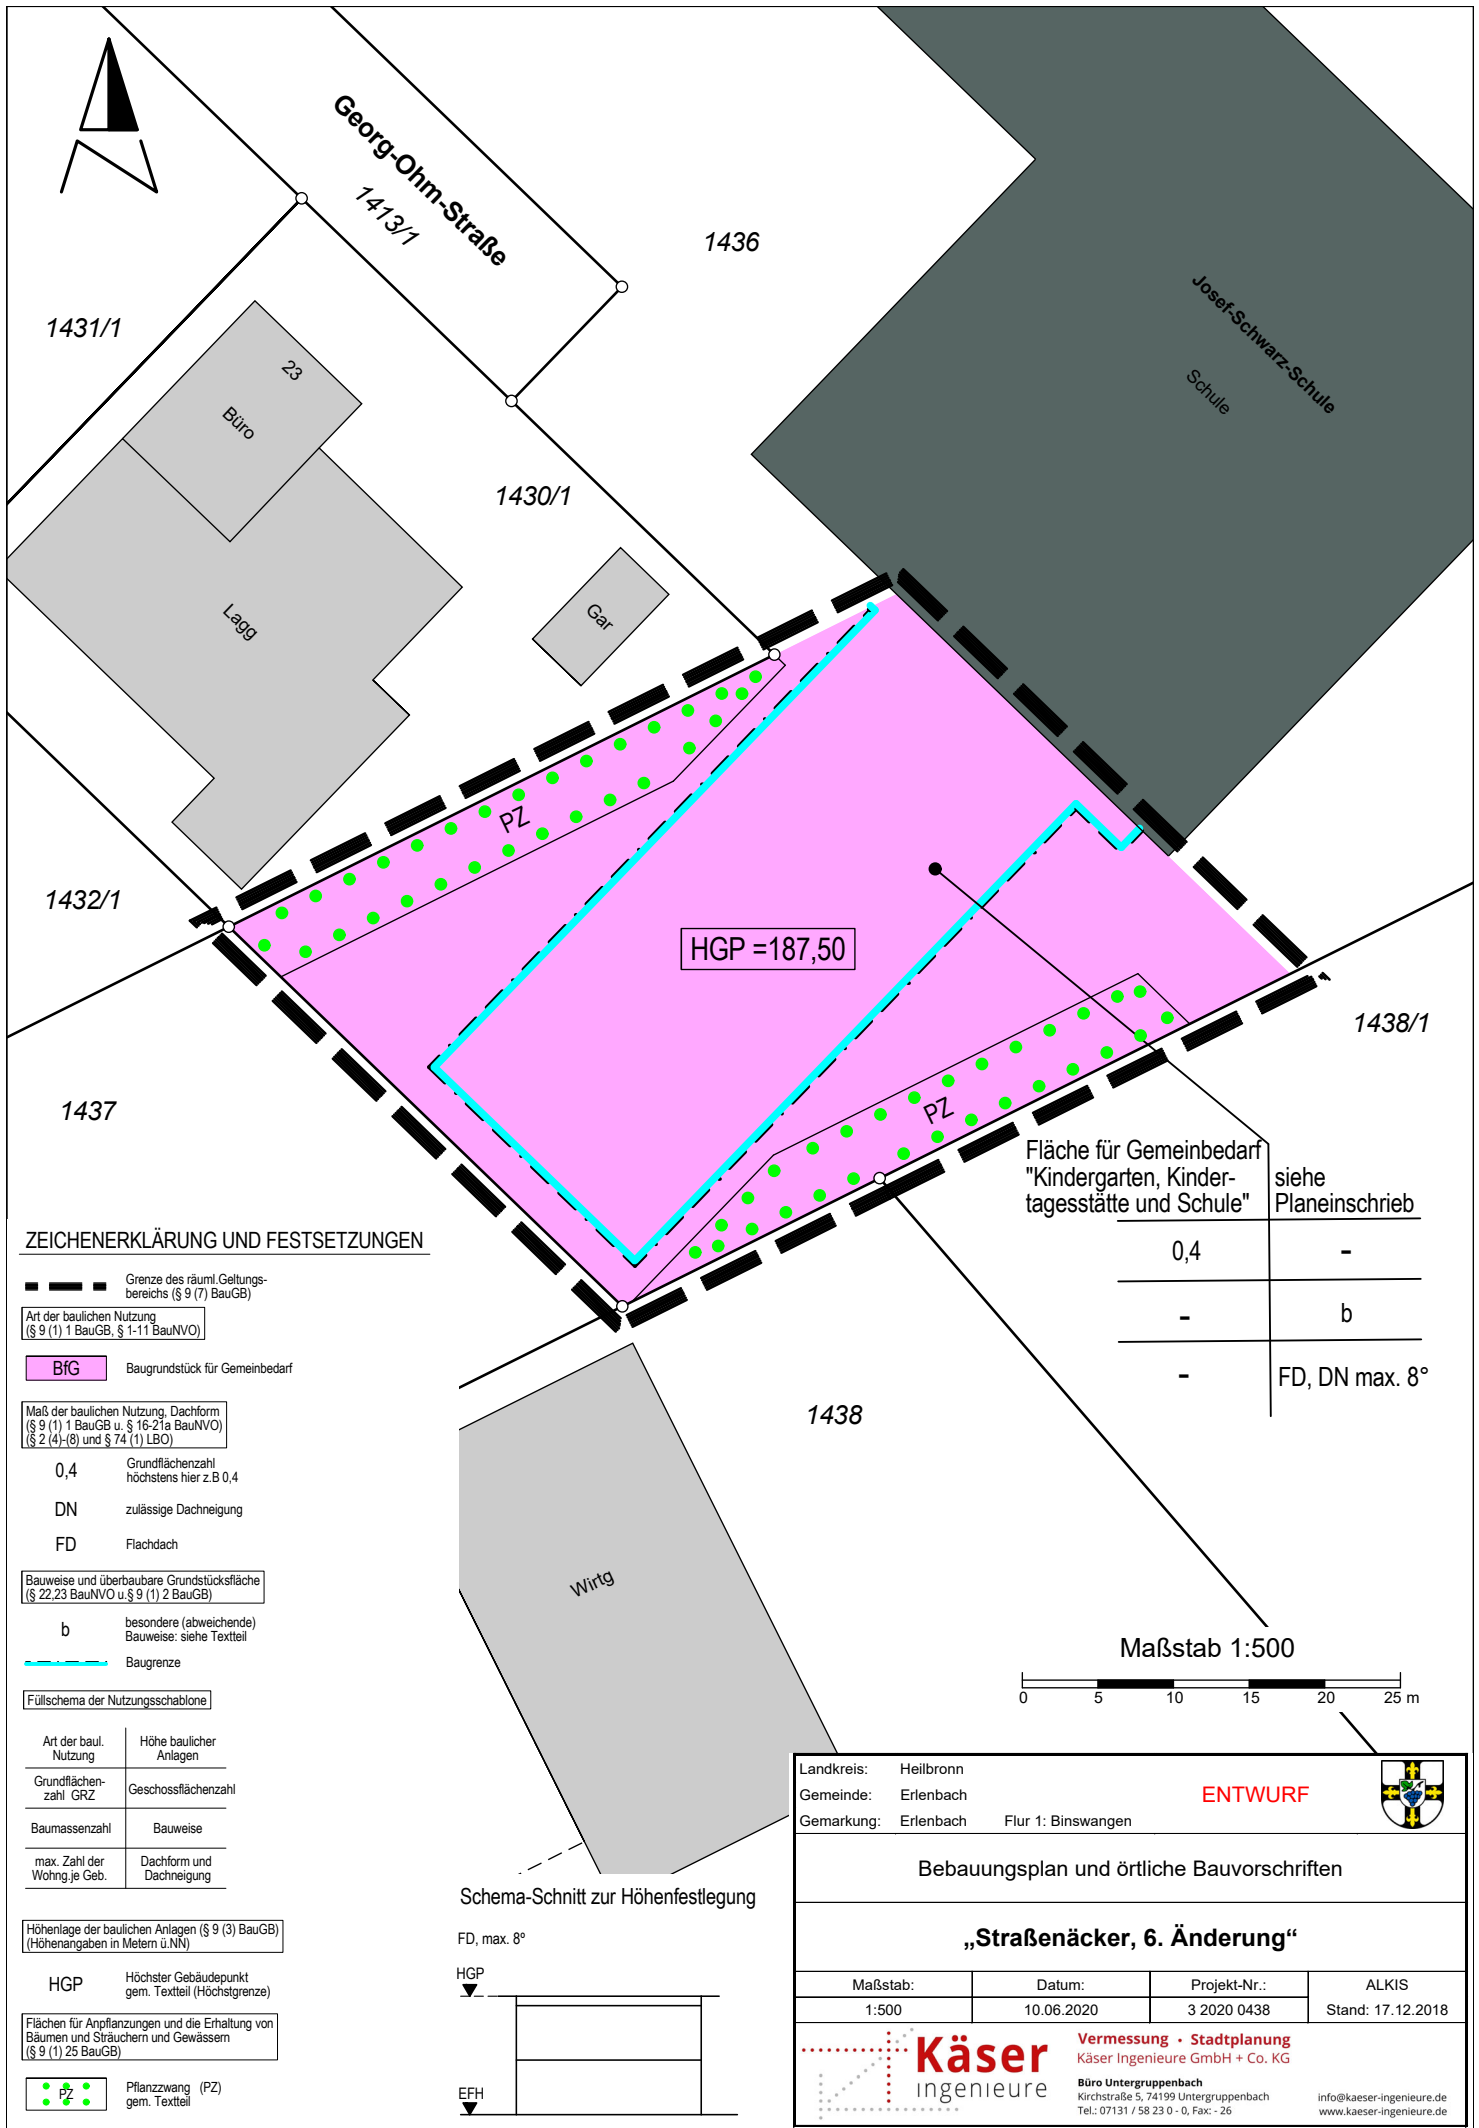 Georg-Ohm-Straße
1413/1
1436
1431/1
Josef-Schwarz-Schule
Schule
23
Büro
1430/1
Lagg
Gar
PZ
1432/1
HGP =187,50
1438/1
1437
PZ
Fläche für Gemeinbedarf
"Kindergarten, Kinder-
tagesstätte und Schule"
siehe
Planeinschrieb
0,4
-
-
b
-
FD, DN max. 8°
1438
Wirtg
ZEICHENERKLÄRUNG UND FESTSETZUNGEN
Grenze des räuml.Geltungs-
bereichs (§ 9 (7) BauGB)
Art der baulichen Nutzung
(§ 9 (1) 1 BauGB, § 1-11 BauNVO)
BfG
Baugrundstück für Gemeinbedarf
Maß der baulichen Nutzung, Dachform
(§ 9 (1) 1 BauGB u. § 16-21a BauNVO)
(§ 2 (4)-(8) und § 74 (1) LBO)
0,4
Grundflächenzahl
höchstens hier z.B 0,4
DN
zulässige Dachneigung
FD
Flachdach
Bauweise und überbaubare Grundstücksfläche
(§ 22,23 BauNVO u.§ 9 (1) 2 BauGB)
b
besondere (abweichende)
Bauweise: siehe Textteil
Baugrenze
Füllschema der Nutzungsschablone
Art der baul.
Nutzung
Höhe baulicher
Anlagen
Grundflächen-
zahl GRZ
Geschossflächenzahl
Baumassenzahl
Bauweise
max. Zahl der
Wohng.je Geb.
Dachform und
Dachneigung
Höhenlage der baulichen Anlagen (§ 9 (3) BauGB)
(Höhenangaben in Metern ü.NN)
HGP
Höchster Gebäudepunkt
gem. Textteil (Höchstgrenze)
Flächen für Anpflanzungen und die Erhaltung von
Bäumen und Sträuchern und Gewässern
(§ 9 (1) 25 BauGB)
PZ
Pflanzzwang (PZ)
gem. Textteil
Schema-Schnitt zur Höhenfestlegung
FD, max. 8º
HGP
EFH
Maßstab 1:500
0 5 10 15 20 25 m
Landkreis: Heilbronn
Gemeinde: Erlenbach
Gemarkung: Erlenbach Flur 1: Binswangen
ENTWURF
Bebauungsplan und örtliche Bauvorschriften
„Straßenäcker, 6. Änderung“
Maßstab: Datum: Projekt-Nr.: ALKIS
1:500 10.06.2020 3 2020 0438 Stand: 17.12.2018
Käser
ingenieure
Vermessung • Stadtplanung
Käser Ingenieure GmbH + Co. KG
Büro Untergruppenbach
Kirchstraße 5, 74199 Untergruppenbach
Tel.: 07131 / 58 23 0 - 0, Fax: - 26
info@kaeser-ingenieure.de
www.kaeser-ingenieure.de